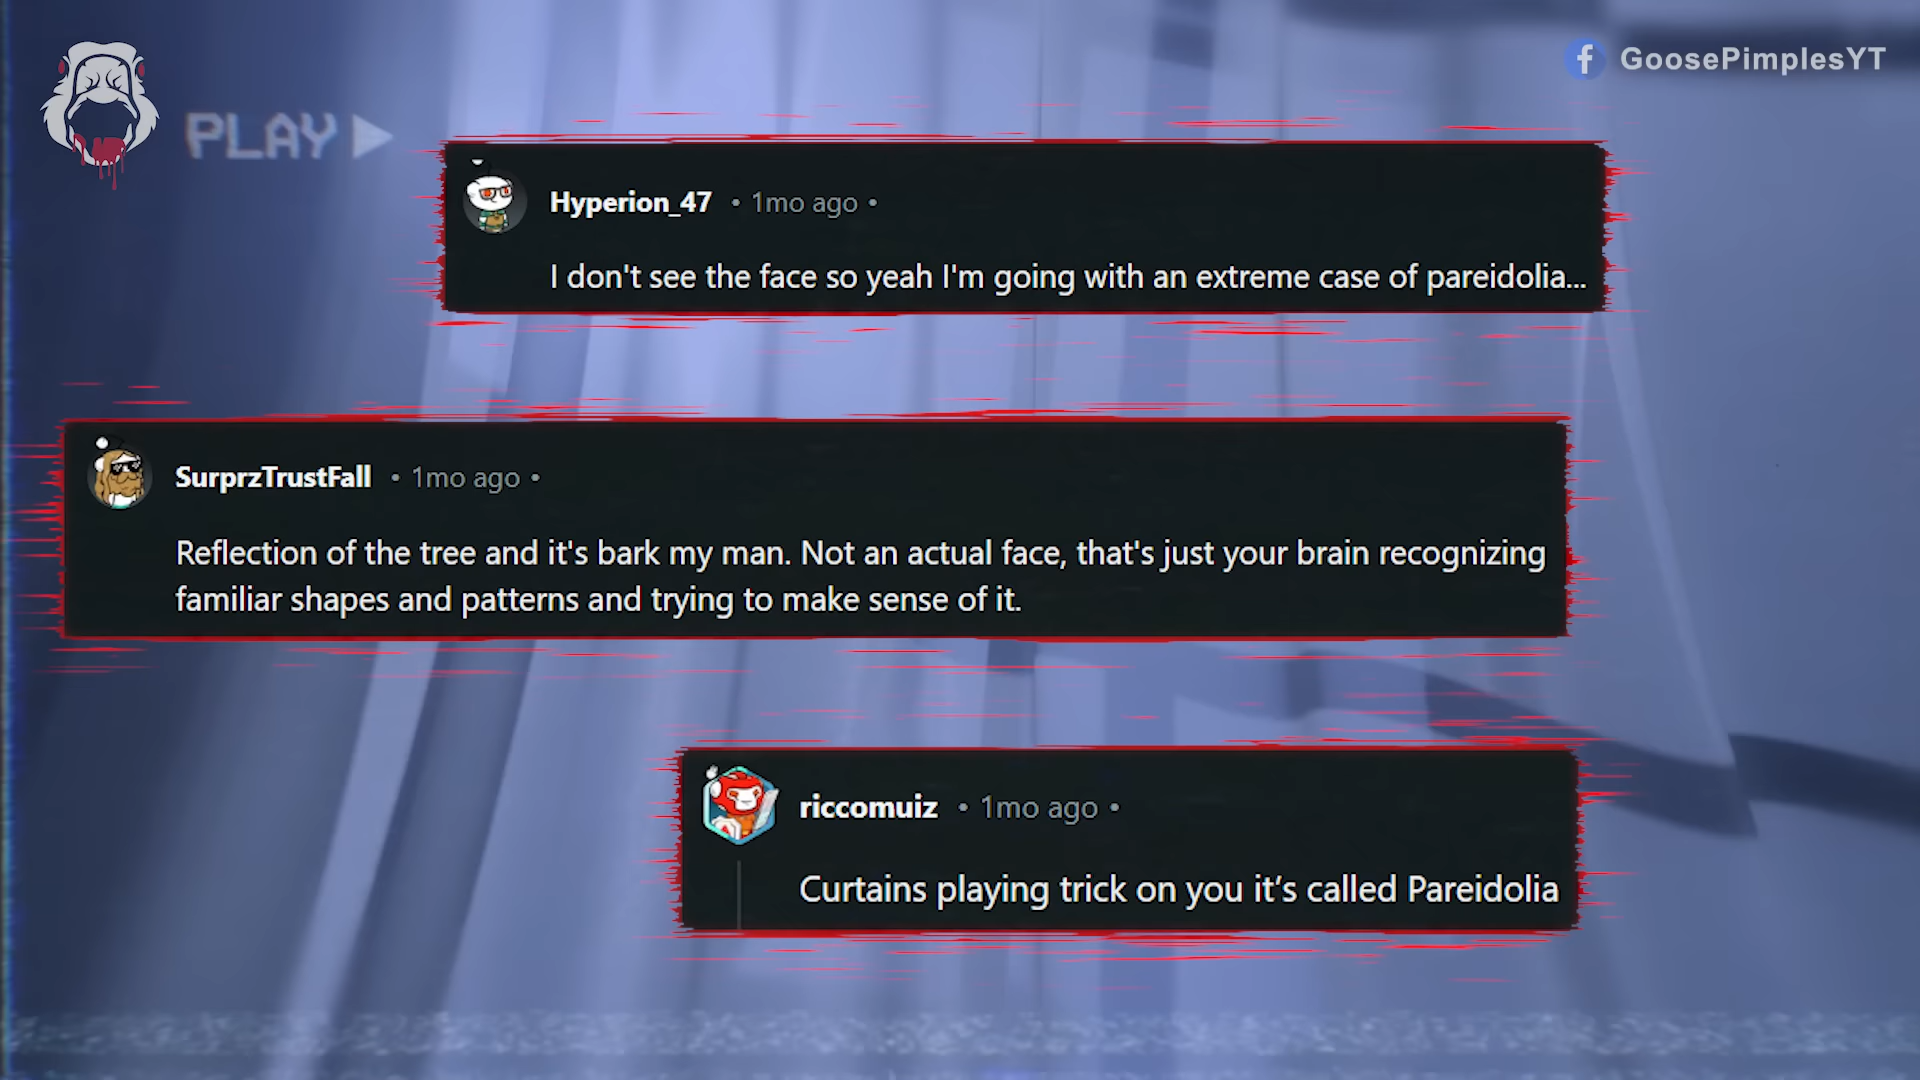 GoosePimplesYT
PLAY
Hyperion_47 • 1mo ago •
I don't see the face so yeah I'm going with an extreme case of pareidolia...
SurprzTrustFall • 1mo ago •
Reflection of the tree and it's bark my man. Not an actual face, that's just your brain recognizing
familiar shapes and patterns and trying to make sense of it.
riccomuiz • 1mo ago •
Curtains playing trick on you it’s called Pareidolia